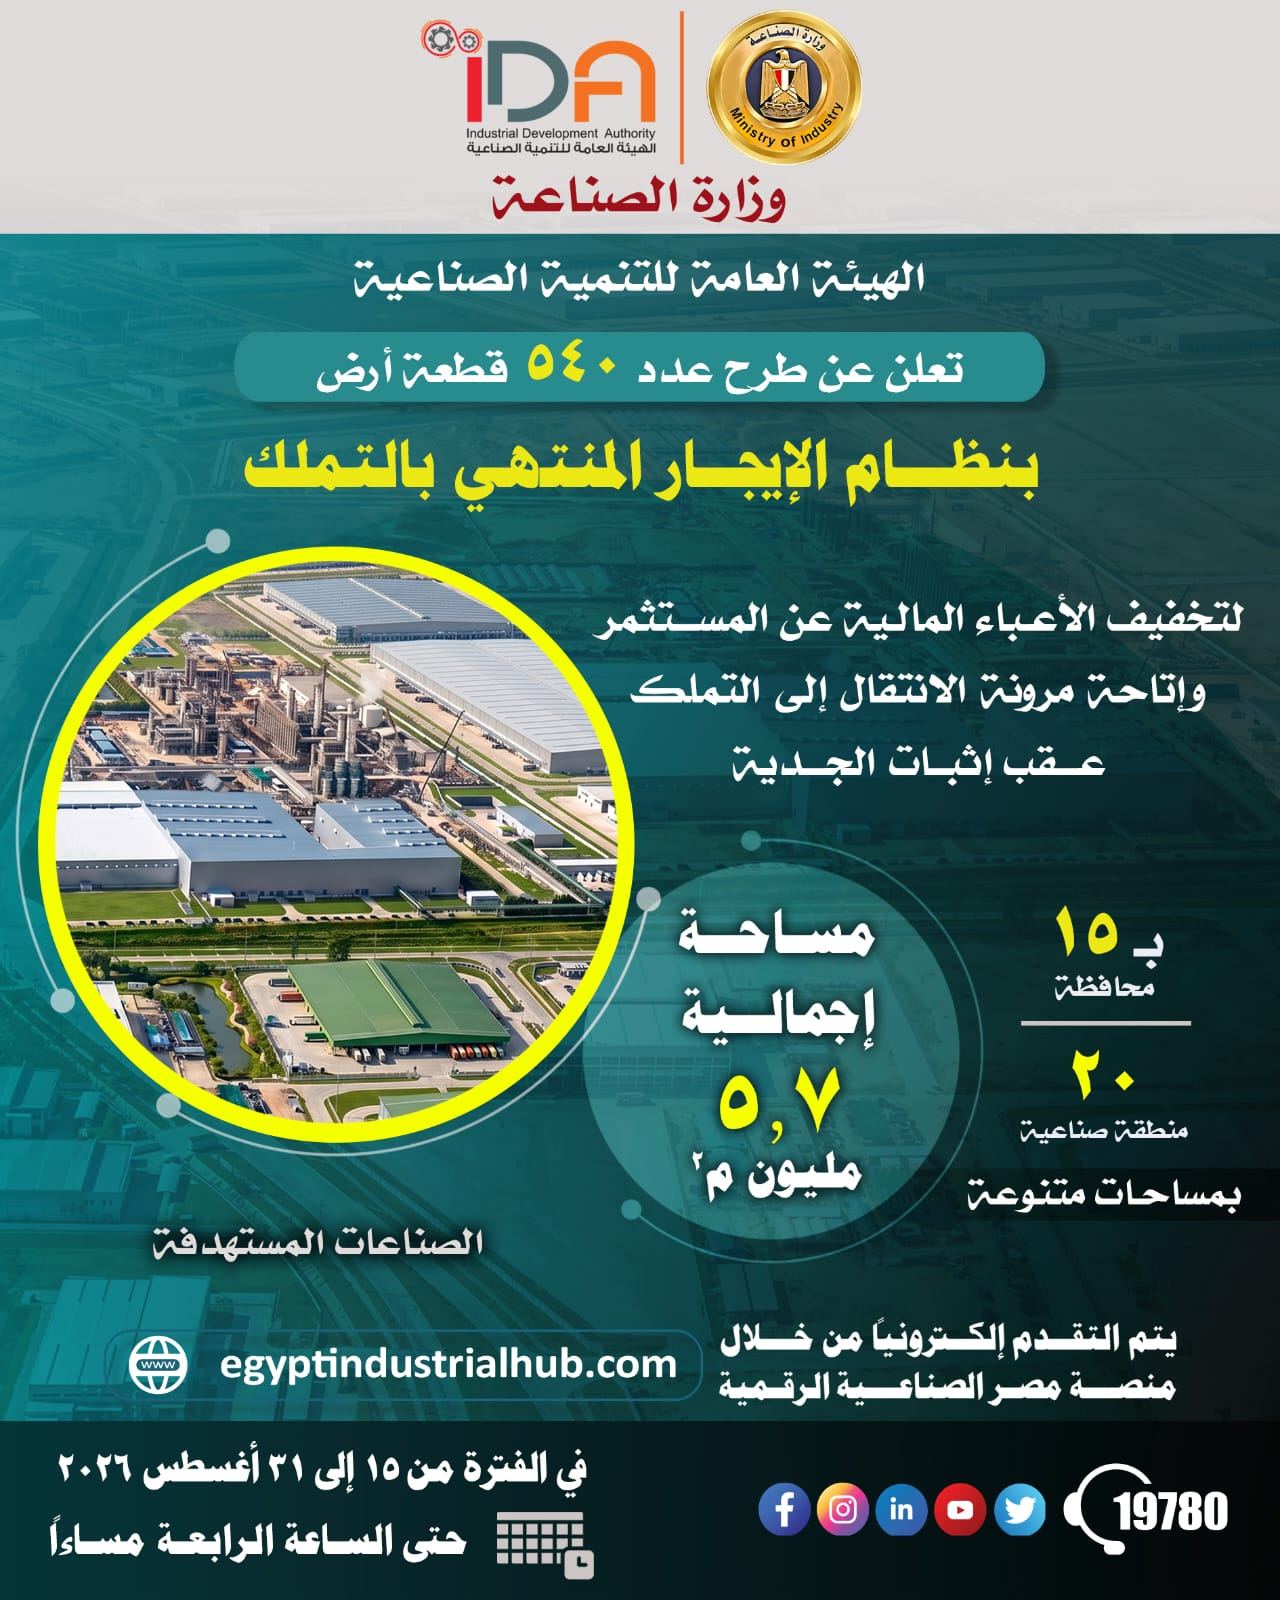 iDA
Industrial Development Authority
الهيئة العامة للتنمية الصناعية
وزارة الصناعة
Ministry Of Industry
وزارة الصناعة
الهيئة العامة للتنمية الصناعية
تعلن عن طرح عدد ٥٤٠ قطعة أرض
بنظام الإيجار المنتهي بالتملك
لتخفيف الأعباء المالية عن المستثمر
وإتاحة مرونة الانتقال إلى التملك
عقب إثبات الجدية
بـ ١٥
محافظة
٢٠
منطقة صناعية
بمساحات متنوعة
مساحة
إجمالية
٥,٧
مليون م٢
الصناعات المستهدفة
يتم التقدم إلكترونياً من خلال
منصة مصر الصناعية الرقمية
www
egyptindustrialhub.com
في الفترة من ١٥ إلى ٣١ أغسطس ٢٠٢٦
حتى الساعة الرابعة مساءاً
19780